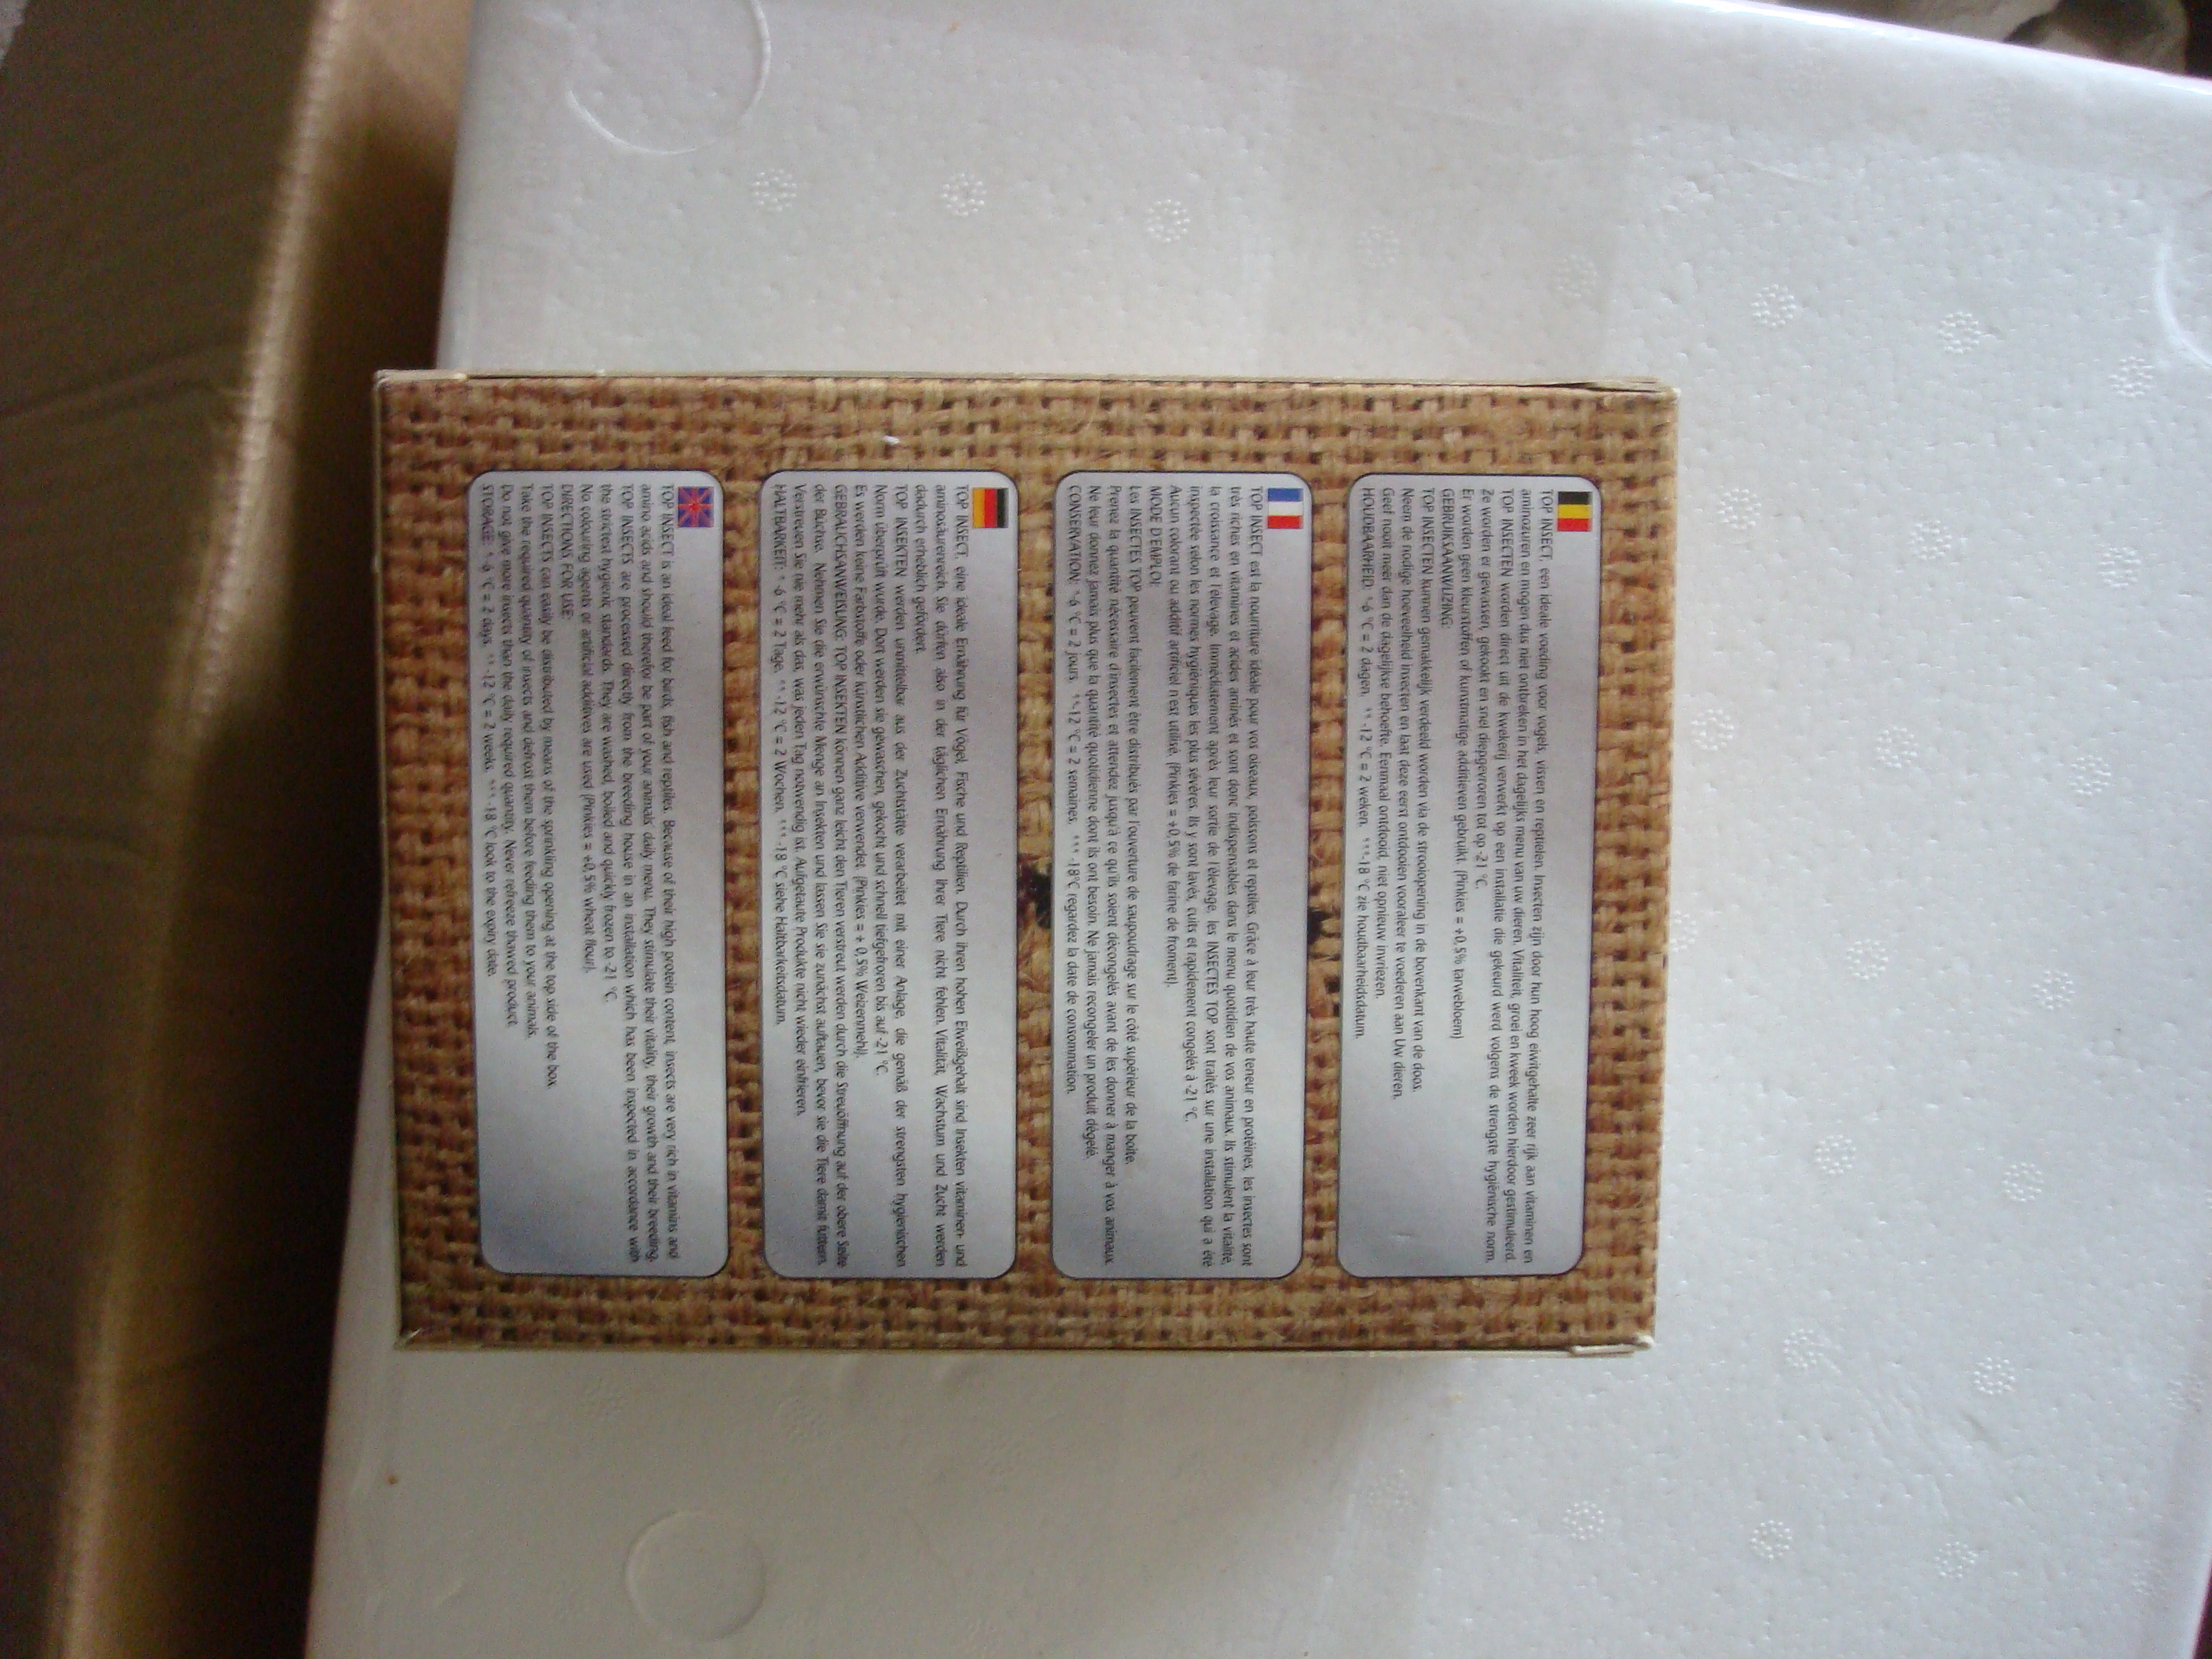 TOP INSECT, een ideale voeding voor vogels, vissen en reptielen. Insecten zijn door hun hoog eiwitgehalte zeer rijk aan vitaminen en
aminozuren en mogen dus niet ontbreken in het dagelijks menu van uw dieren. Vitaliteit, groei en kweek worden hierdoor gestimuleerd.
TOP INSECTEN worden direct uit de kwekerij verwerkt op een installatie die gekeurd werd volgens de strengste hygiënische norm.
Ze worden er gewassen, gekookt en snel diepgevroren tot op -21 °C.
Er worden geen kleurstoffen of kunstmatige additieven gebruikt. (Pinkies = +0,5% tarwebloem)
GEBRUIKSAANWIJZING:
TOP INSECTEN kunnen gemakkelijk verdeeld worden via de strooiopening in de bovenkant van de doos.
Neem de nodige hoeveelheid insecten en laat deze eerst ontdooien vooraleer te voederen aan Uw dieren.
Geef nooit meer dan de dagelijkse behoefte. Eenmaal ontdooid, niet opnieuw invriezen.
HOLDBAARHEID: *-6 °C = 2 dagen. **-12 °C = 2 weken. ***-18 °C zie houdbaarheidsdatum.
TOP INSECT est la nourriture idéale pour vos oiseaux, poissons et reptiles. Grâce à leur très haute teneur en protéines, les insectes sont
très riches en vitamines et acides aminés et sont donc indispensables dans le menu quotidien de vos animaux. Ils stimulent la vitalité,
la croissance et l'élevage. Immédiatement après leur sortie de l'élevage, les INSECTES TOP sont traités sur une installation qui a été
inspectée selon les normes hygiéniques les plus sévères. Ils y sont lavés, cuits et rapidement congelés à -21 °C.
Aucun colorant ou additif artificiel n'est utilisé. (Pinkies = +0,5% de farine de froment).
MODE D'EMPLOI:
Les INSECTES TOP peuvent facilement être distribués par l'ouverture de saupoudrage sur le côté supérieur de la boîte.
Prenez la quantité nécessaire d'insectes et attendez jusqu'à ce qu'ils soient décongelés avant de les donner à manger à vos animaux.
Ne leur donnez jamais plus que la quantité quotidienne dont ils ont besoin. Ne jamais recongeler un produit dégelé.
CONSERVATION: *-6 °C = 2 jours. **-12 °C = 2 semaines. ***-18°C regardez la date de consommation.
TOP INSECT, eine ideale Ernährung für Vögel, Fische und Reptilien. Durch ihren hohen Eiweißgehalt sind Insekten vitaminen- und
aminosäurenreich. Sie dürfen also in der täglichen Ernährung ihrer Tiere nicht fehlen. Vitalität, Wachstum und Zucht werden
dadurch erheblich gefördert.
TOP INSEKTEN werden unmittelbar aus der Zuchtstätte verarbeitet mit einer Anlage, die gemäß der strengsten hygienischen
Norm überprüft wurde. Dort werden sie gewaschen, gekocht und schnell tiefgefroren bis auf -21 °C.
Es werden keine Farbstoffe oder künstlichen Additive verwendet. (Pinkies = + 0,5% Weizenmehl).
GEBRAUCHSANWEISUNG: TOP INSEKTEN können ganz leicht den Tieren verstreut werden durch die Streuöffnung auf der obere Seite
der Buchse. Nehmen Sie die erwünschte Menge an Insekten und lassen Sie sie zunächst auftauen, bevor sie die Tiere damit füttern.
Verstreuen Sie nie mehr als das, was jeden Tag notwendig ist. Aufgetaute Produkte nicht wieder einfrieren.
HALTBARKEIT: *-6 °C = 2 Tage. **-12 °C = 2 Wochen. ***-18 °C siehe Haltbarkeitsdatum.
TOP INSECT is an ideal feed for birds, fish and reptiles. Because of their high protein content, insects are very rich in vitamins and
amino acids and should therefore be part of your animals' daily menu. They stimulate their vitality, their growth and their breeding.
TOP INSECTS are processed directly from the breeding house in an installation which has been inspected in accordance with
the strictest hygienic standards. They are washed, boiled and quickly frozen to -21 °C.
No colouring agents or artificial additives are used (Pinkies = +0,5% wheat flour).
DIRECTIONS FOR USE:
TOP INSECTS can easily be distributed by means of the sprinkling opening at the top side of the box.
Take the required quantity of insects and defrost them before feeding them to your animals.
Do not give more insects than the daily required quantity. Never refreeze thawed product.
STORAGE: *-6 °C = 2 days. **-12 °C = 2 weeks. ***-18 °C look to the expiry date.